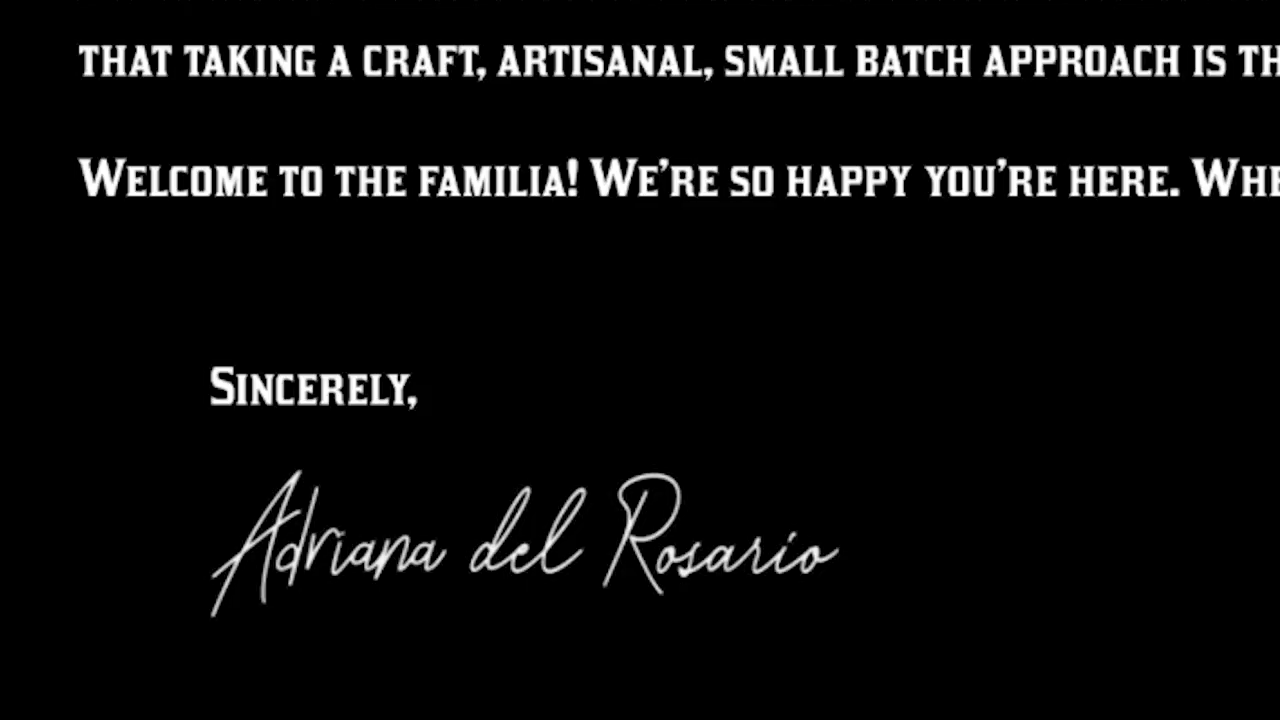 THAT TAKING A CRAFT, ARTISANAL, SMALL BATCH APPROACH IS
WELCOME TO THE FAMILIA! WE'RE SO HAPPY YOU'RE HERE.
SINCERELY,
Adriana del Rosario